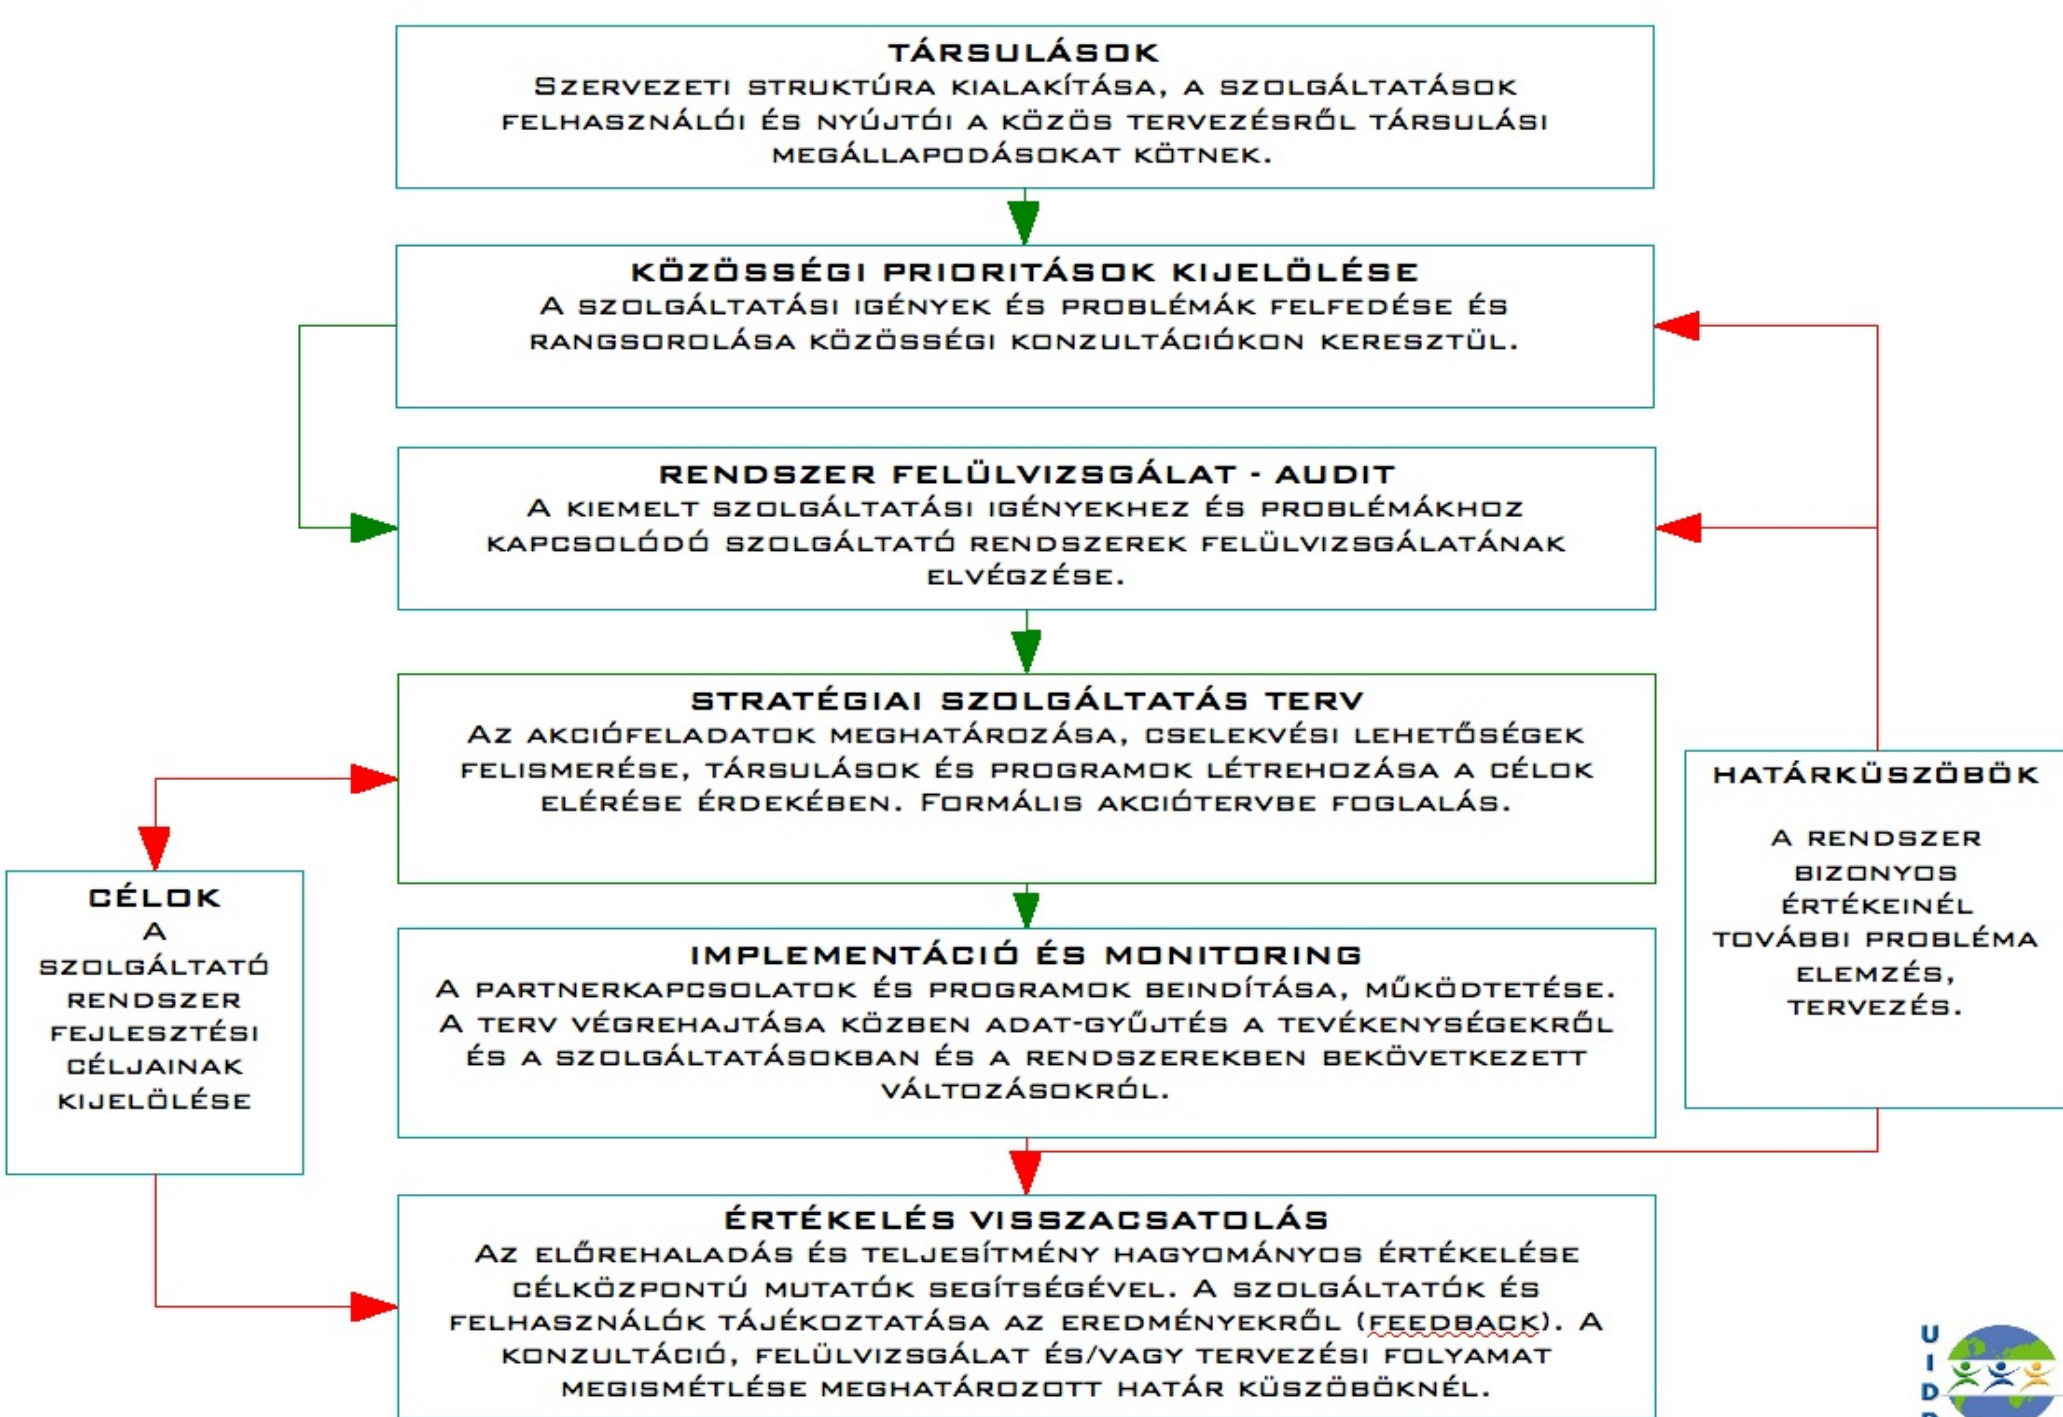 TÁRSULÁSOK
SZERVEZETI STRUKTÚRA KIALAKÍTÁSA, A SZOLGÁLTATÁSOK
FELHASZNÁLÓI ÉS NYÚJTÓI A KÖZÖS TERVEZÉSRŐL TÁRSULÁSI
MEGÁLLAPODÁSOKAT KÖTNEK.
KÖZÖSSÉGI PRIORITÁSOK KIJELÖLÉSE
A SZOLGÁLTATÁSI IGÉNYEK ÉS PROBLÉMÁK FELFEDÉSE ÉS
RANGSOROLÁSA KÖZÖSSÉGI KONZULTÁCIÓKON KERESZTÜL.
RENDSZER FELÜLVIZSGÁLAT - AUDIT
A KIEMELT SZOLGÁLTATÁSI IGÉNYEKHEZ ÉS PROBLÉMÁKHOZ
KAPCSOLÓDÓ SZOLGÁLTATÓ RENDSZEREK FELÜLVIZSGÁLATÁNAK
ELVÉGZÉSE.
STRATÉGIAI SZOLGÁLTATÁS TERV
AZ AKCIÓFELADATOK MEGHATÁROZÁSA, CSELEKVÉSI LEHETŐSÉGEK
FELISMERÉSE, TÁRSULÁSOK ÉS PROGRAMOK LÉTREHOZÁSA A CÉLOK
ELÉRÉSE ÉRDEKÉBEN. FORMÁLIS AKCIÓTERVBE FOGLALÁS.
HATÁRKÜSZÖBÖK
A RENDSZER
BIZONYOS
ÉRTÉKEINÉL
TOVÁBBI PROBLÉMA
ELEMZÉS,
TERVEZÉS.
CÉLOK
A
SZOLGÁLTATÓ
RENDSZER
FEJLESZTÉSI
CÉLJAINAK
KIJELÖLÉSE
IMPLEMENTÁCIÓ ÉS MONITORING
A PARTNERKAPCSOLATOK ÉS PROGRAMOK BEINDÍTÁSA, MŰKÖDTETÉSE.
A TERV VÉGREHAJTÁSA KÖZBEN ADAT-GYŰJTÉS A TEVÉKENYSÉGEKRŐL
ÉS A SZOLGÁLTATÁSOKBAN ÉS A RENDSZEREKBEN BEKÖVETKEZETT
VÁLTOZÁSOKRÓL.
ÉRTÉKELÉS VISSZACSATOLÁS
AZ ELŐREHALADÁS ÉS TELJESÍTMÉNY HAGYOMÁNYOS ÉRTÉKELÉSE
CÉLKÖZPONTÚ MUTATÓK SEGÍTSÉGÉVEL. A SZOLGÁLTATÓK ÉS
FELHASZNÁLÓK TÁJÉKOZTATÁSA AZ EREDMÉNYEKRŐL (FEEDBACK). A
KONZULTÁCIÓ, FELÜLVIZSGÁLAT ÉS/VAGY TERVEZÉSI FOLYAMAT
MEGISMÉTLÉSE MEGHATÁROZOTT HATÁR KÜSZÖBÖKNÉL.
U
I
D